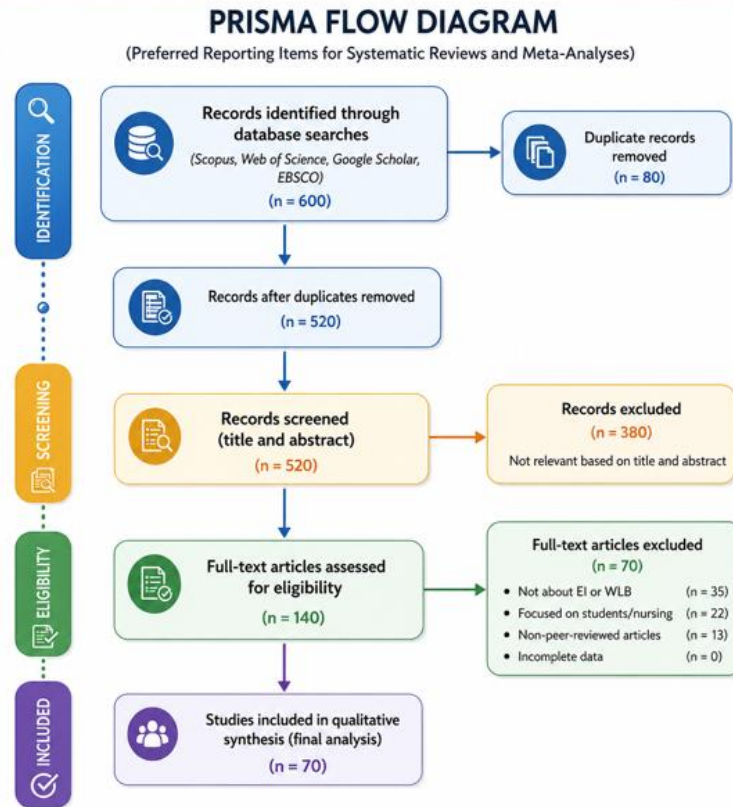 PRISMA FLOW DIAGRAM
(Preferred Reporting Items for Systematic Reviews and Meta-Analyses)
IDENTIFICATION
Records identified through
database searches
(Scopus, Web of Science, Google Scholar,
EBSCO)
(n = 600)
Duplicate records
removed
(n = 80)
Records after duplicates removed
(n = 520)
SCREENING
Records screened
(title and abstract)
(n = 520)
Records excluded
(n = 380)
Not relevant based on title and abstract
ELIGIBILITY
Full-text articles assessed
for eligibility
(n = 140)
Full-text articles excluded
(n = 70)
• Not about EI or WLB (n = 35)
• Focused on students/nursing (n = 22)
• Non-peer-reviewed articles (n = 13)
• Incomplete data (n = 0)
INCLUDED
Studies included in qualitative
synthesis (final analysis)
(n = 70)